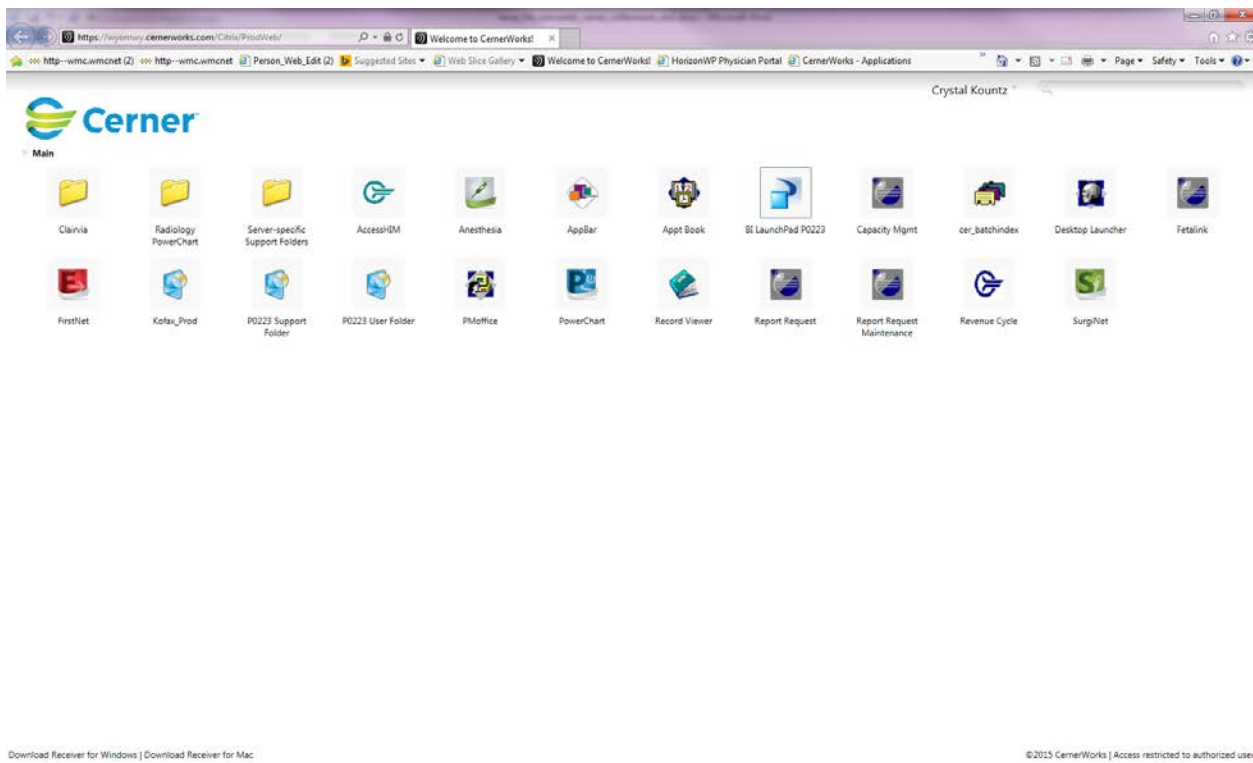 https://wyomwy.cernerworks.com/Citrix/ProdWeb/
Welcome to CernerWorks!
http--wmc.wmcnet (2) http--wmc.wmcnet Person_Web_Edit (2) Suggested Sites Web Slice Gallery Welcome to CernerWorks! HorizonWP Physician Portal CernerWorks - Applications Page Safety Tools
Crystal Kountz
Cerner
Main
Clairvia
Radiology
PowerChart
Server-specific
Support Folders
AccessHIM
Anesthesia
AppBar
Appt Book
BI LaunchPad P0223
Capacity Mgmt
cer_batchindex
Desktop Launcher
Fetalink
FirstNet
Kofax_Prod
P0223 Support
Folder
P0223 User Folder
PMoffice
PowerChart
Record Viewer
Report Request
Report Request
Maintenance
Revenue Cycle
SurgiNet
Download Receiver for Windows | Download Receiver for Mac
©2015 CernerWorks | Access restricted to authorized use